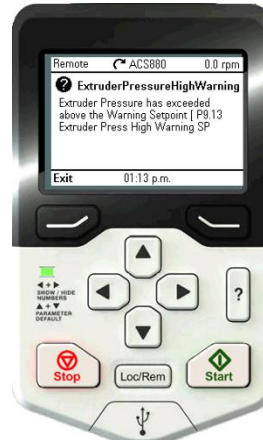 Remote ACS880 0.0 rpm
ExtruderPressureHighWarning
Extruder Pressure has exceeded
above the Warning Setpoint [ P9.13
Extruder Press High Warning SP
Exit 01:13 p.m.
◄ + ►
SHOW / HIDE
NUMBERS
▲ + ▼
PARAMETER
DEFAULT
?
Stop
Loc/Rem
Start